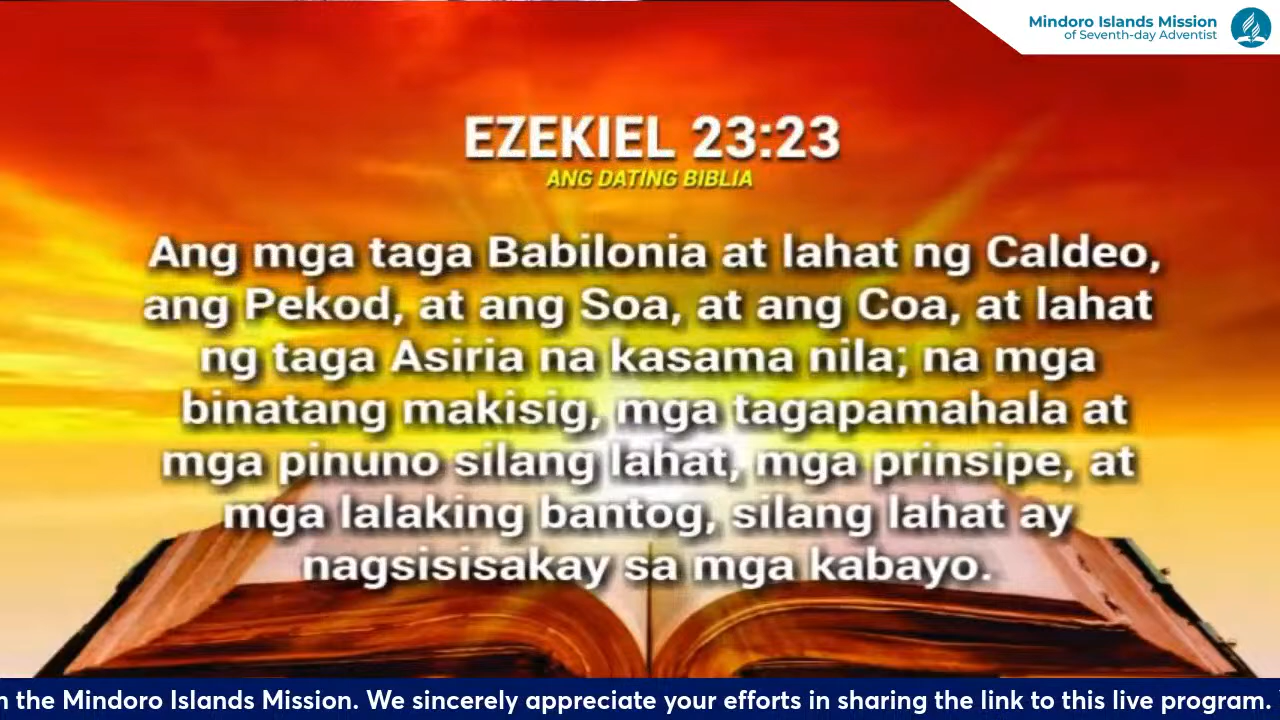 Mindoro Islands Mission
of Seventh-day Adventist
EZEKIEL 23:23
ANG DATING BIBLIA
Ang mga taga Babilonia at lahat ng Caldeo,
ang Pekod, at ang Soa, at ang Coa, at lahat
ng taga Asiria na kasama nila; na mga
binatang makisig, mga tagapamahala at
mga pinuno silang lahat, mga prinsipe, at
mga lalaking bantog, silang lahat ay
nagsisisakay sa mga kabayo.
the Mindoro Islands Mission. We sincerely appreciate your efforts in sharing the link to this live program.